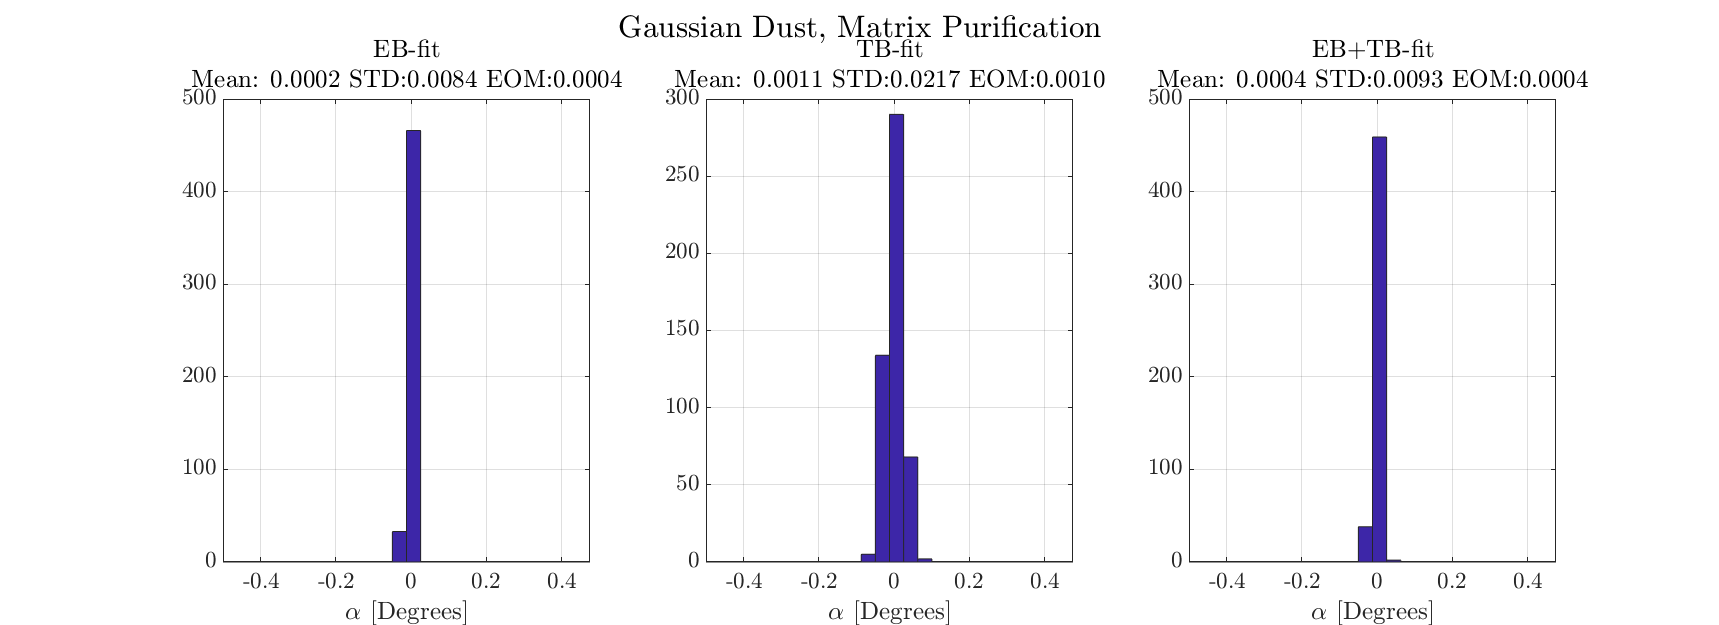 Gaussian Dust, Matrix Purification
EB-fit
Mean: 0.0002 STD:0.0084 EOM:0.0004
500
400
300
200
100
0
-0.4 -0.2 0 0.2 0.4
α [Degrees]
TB-fit
Mean: 0.0011 STD:0.0217 EOM:0.0010
300
250
200
150
100
50
0
-0.4 -0.2 0 0.2 0.4
α [Degrees]
EB+TB-fit
Mean: 0.0004 STD:0.0093 EOM:0.0004
500
400
300
200
100
0
-0.4 -0.2 0 0.2 0.4
α [Degrees]